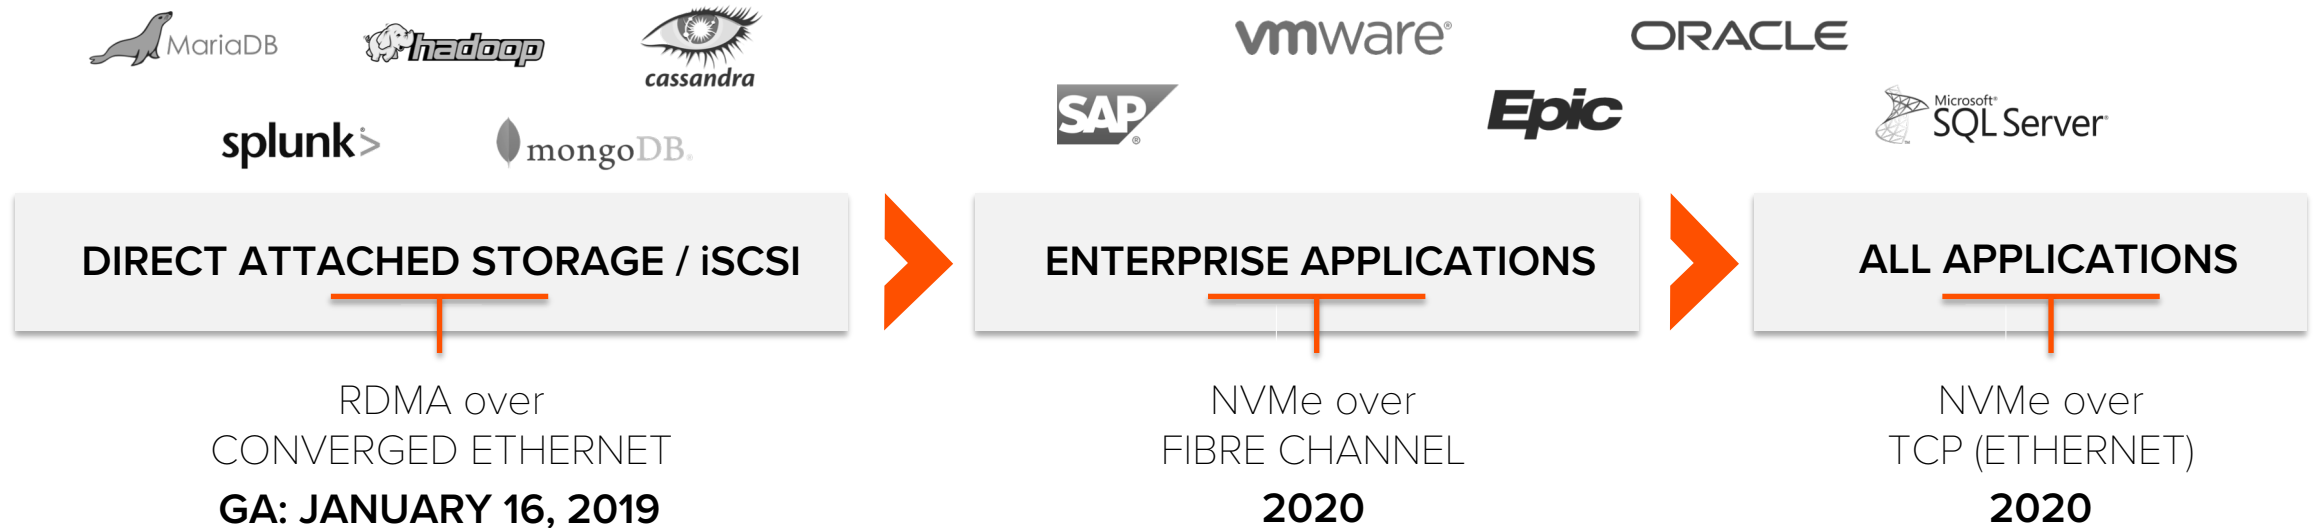 MariaDB
hadoop
cassandra
splunk>
mongoDB®
vmware®
ORACLE
SAP®
Epic
Microsoft®
SQL Server®
DIRECT ATTACHED STORAGE / iSCSI
RDMA over
CONVERGED ETHERNET
GA: JANUARY 16, 2019
ENTERPRISE APPLICATIONS
NVMe over
FIBRE CHANNEL
2020
ALL APPLICATIONS
NVMe over
TCP (ETHERNET)
2020